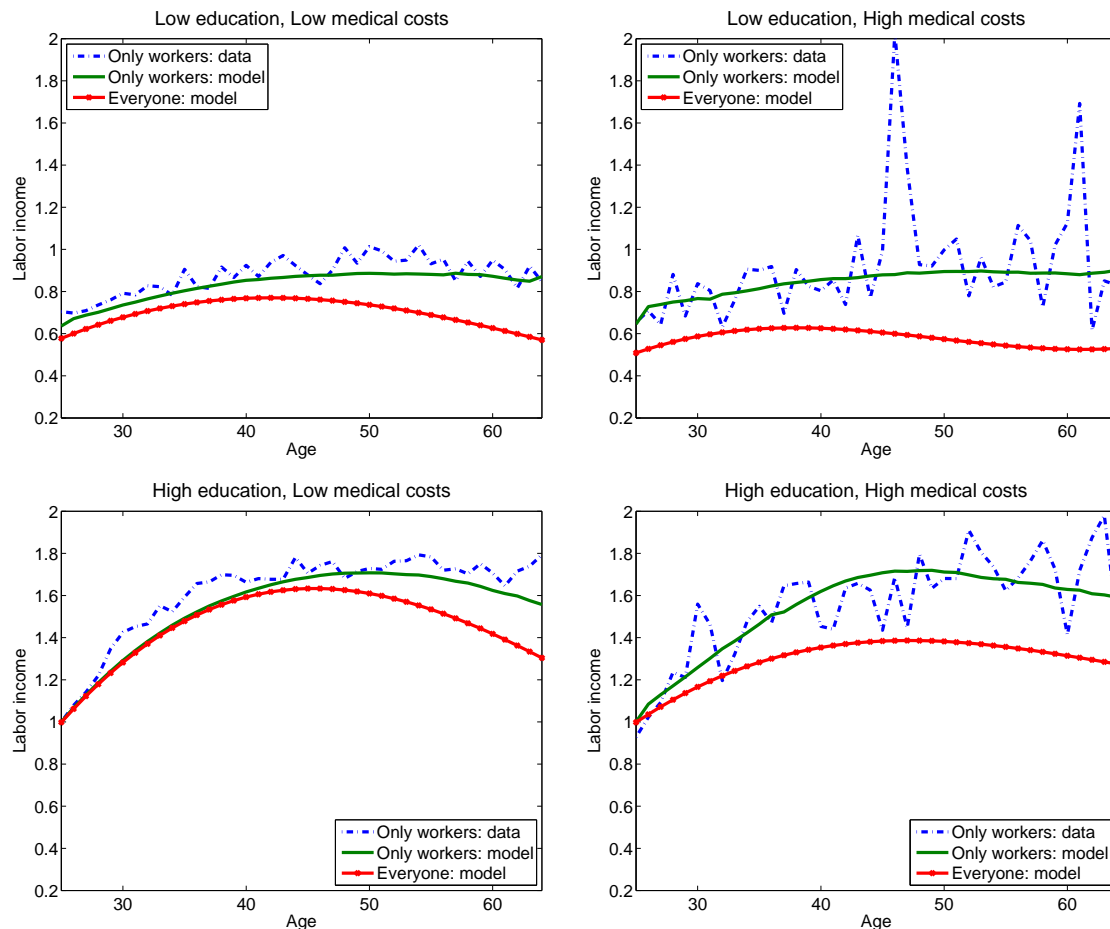 Low education, Low medical costs
2
1.8
1.6
1.4
1.2
1
0.8
0.6
0.4
0.2
Labor income
Only workers: data
Only workers: model
Everyone: model
30
40
50
60
Age
Low education, High medical costs
2
1.8
1.6
1.4
1.2
1
0.8
0.6
0.4
0.2
Labor income
Only workers: data
Only workers: model
Everyone: model
30
40
50
60
Age
High education, Low medical costs
2
1.8
1.6
1.4
1.2
1
0.8
0.6
0.4
0.2
Labor income
Only workers: data
Only workers: model
Everyone: model
30
40
50
60
Age
High education, High medical costs
2
1.8
1.6
1.4
1.2
1
0.8
0.6
0.4
0.2
Labor income
Only workers: data
Only workers: model
Everyone: model
30
40
50
60
Age